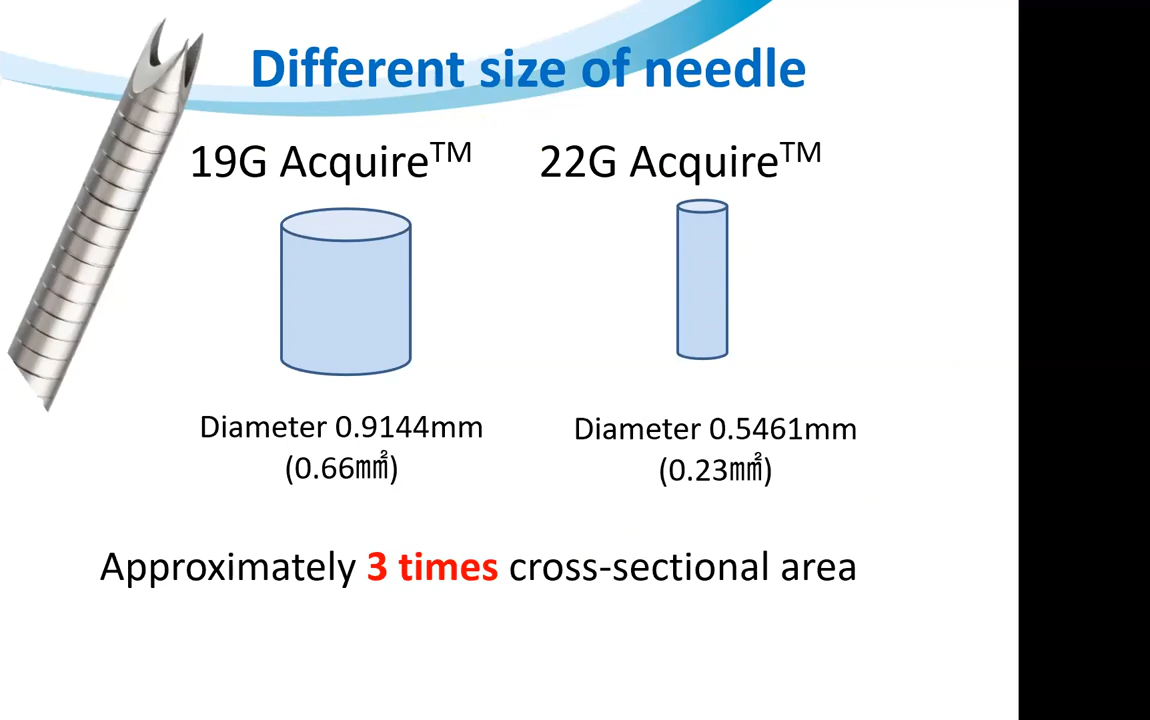 Different size of needle
19G Acquire™
22G Acquire™
Diameter 0.9144mm
(0.66㎟)
Diameter 0.5461mm
(0.23㎟)
Approximately 3 times cross-sectional area